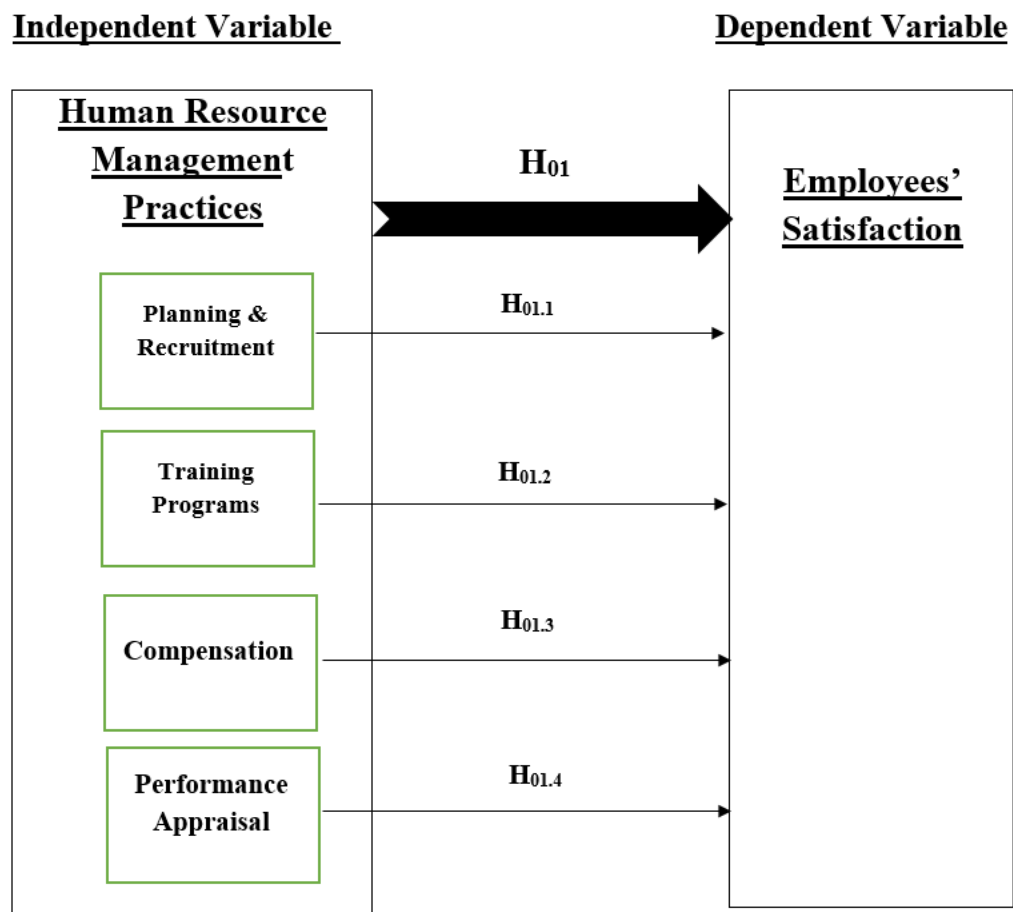 Independent Variable
Dependent Variable
Human Resource
Management
Practices
H01
Employees’
Satisfaction
Planning &
Recruitment
H01.1
Training
Programs
H01.2
Compensation
H01.3
Performance
Appraisal
H01.4